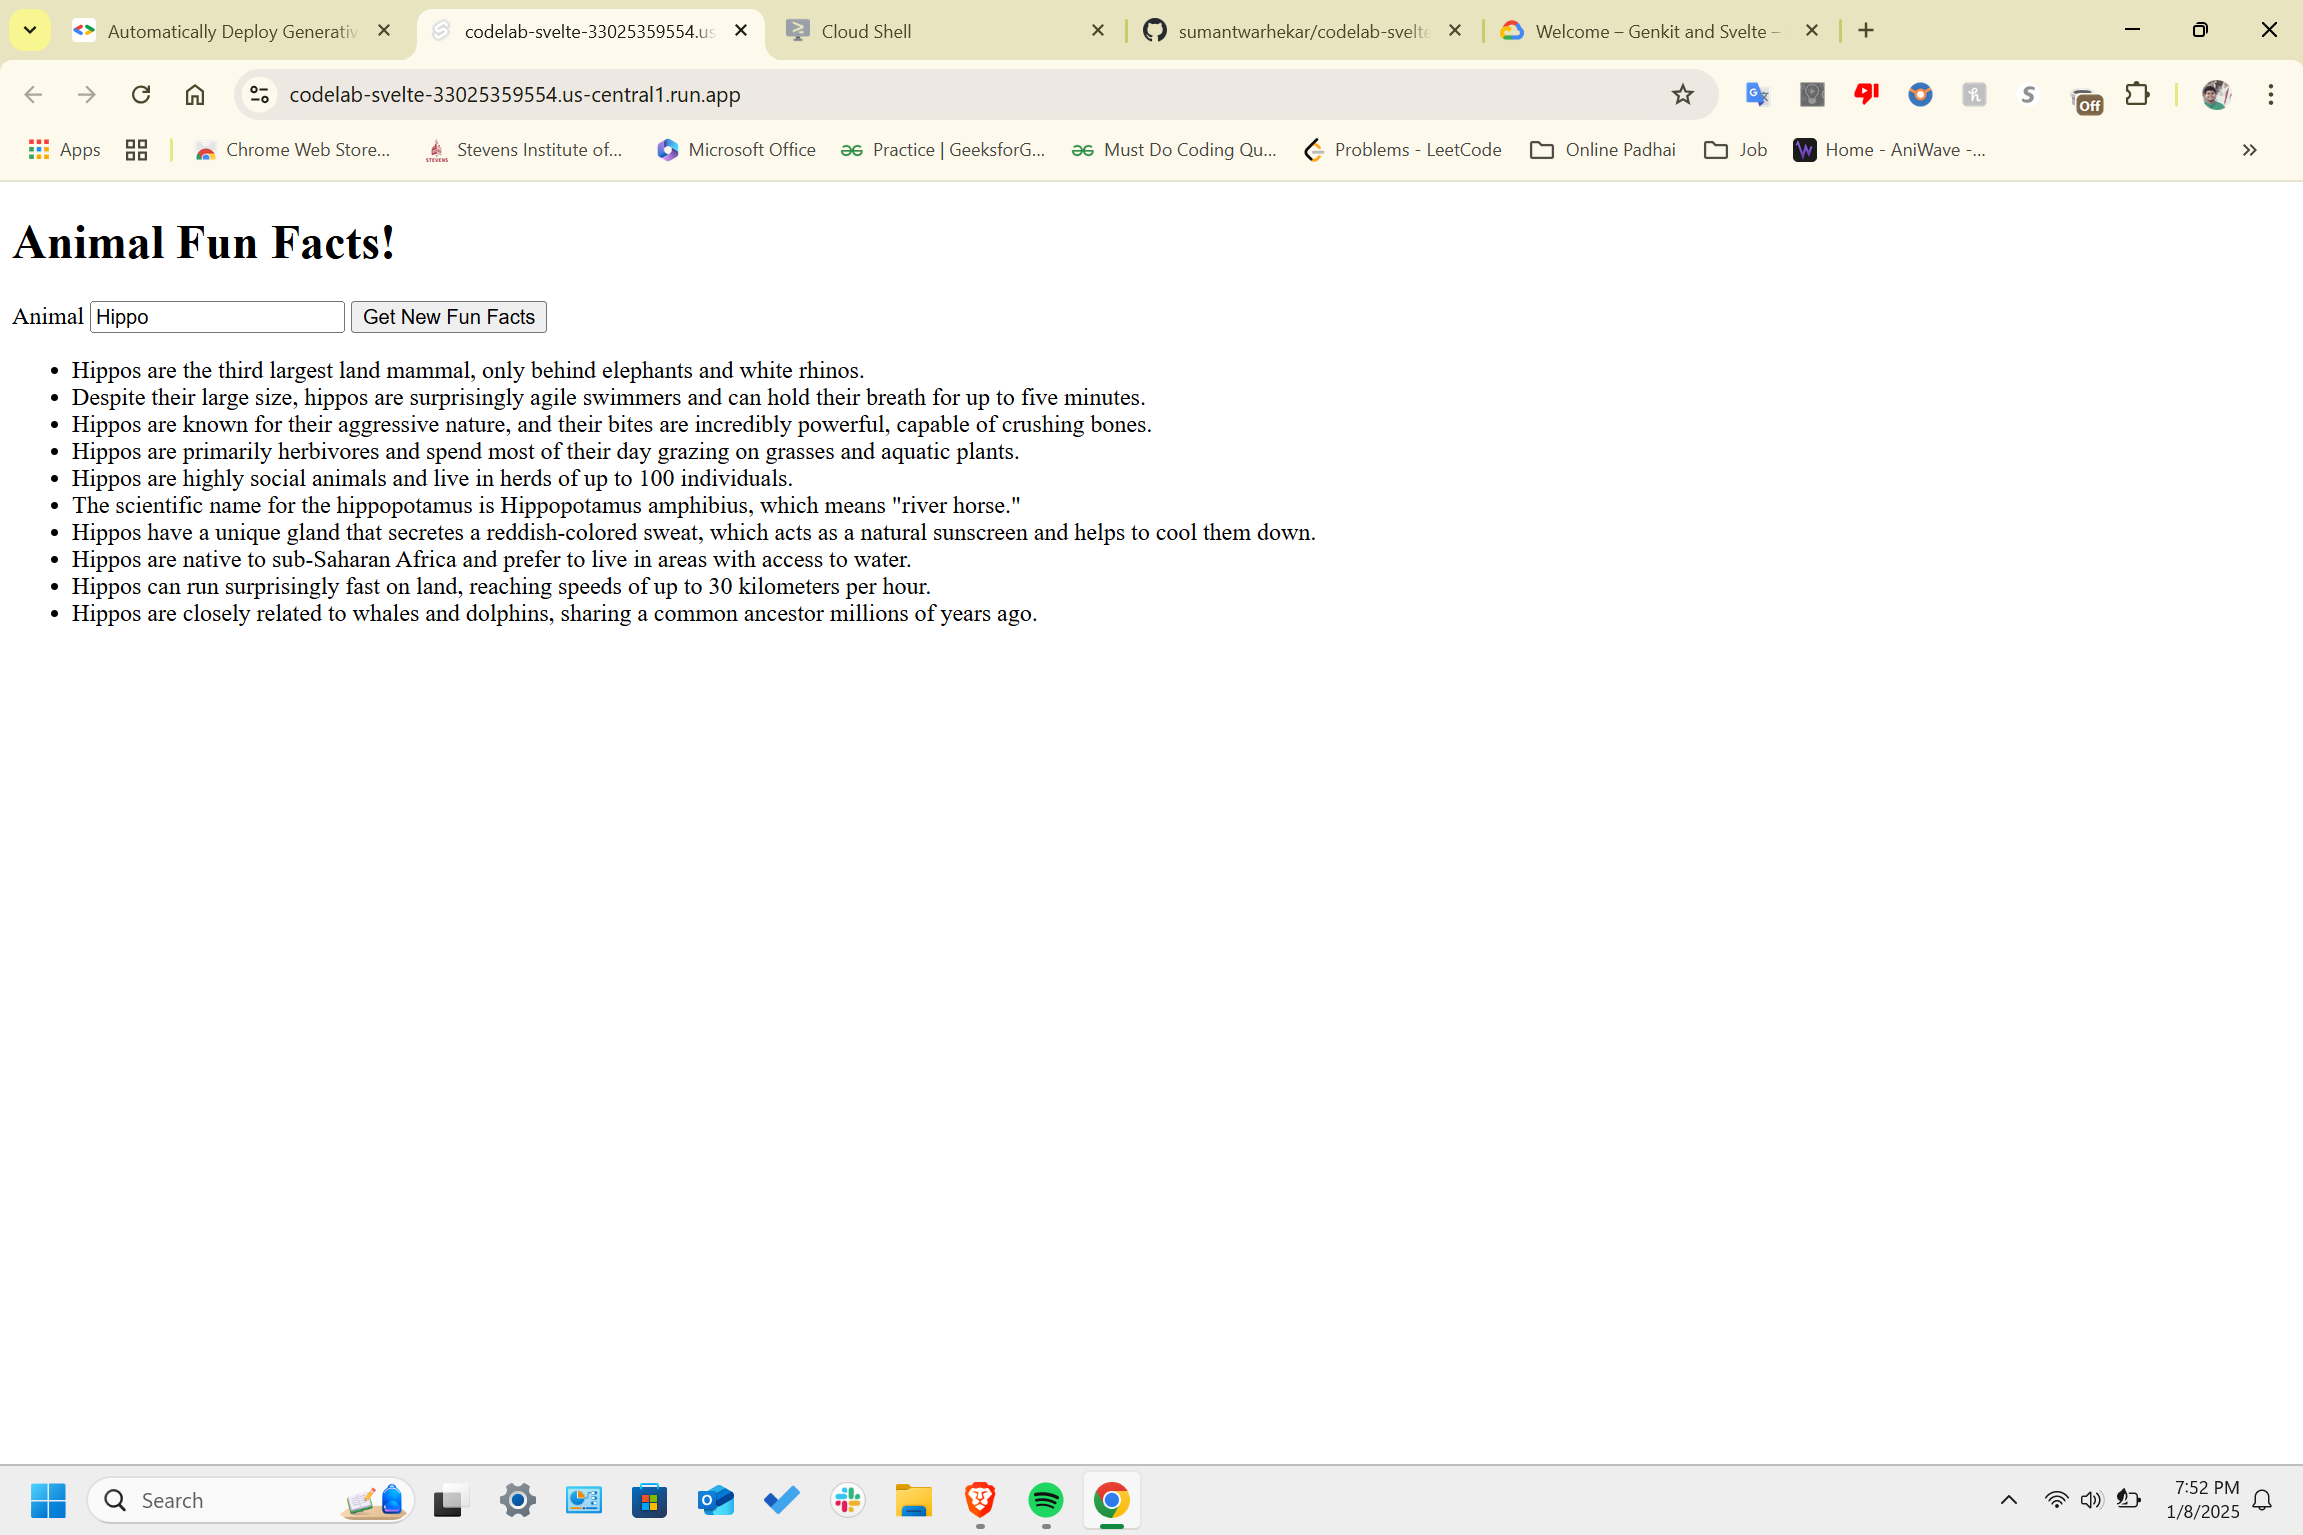 Automatically Deploy Generativ
codelab-svelte-33025359554.us
Cloud Shell
sumantwarhekar/codelab-svelte
Welcome – Genkit and Svelte –
codelab-svelte-33025359554.us-central1.run.app
Off
Apps
Chrome Web Store...
STEVENS
Stevens Institute of...
Microsoft Office
Practice | GeeksforG...
Must Do Coding Qu...
Problems - LeetCode
Online Padhai
Job
Home - AniWave -...
Animal Fun Facts!
Animal Hippo Get New Fun Facts
• Hippos are the third largest land mammal, only behind elephants and white rhinos.
• Despite their large size, hippos are surprisingly agile swimmers and can hold their breath for up to five minutes.
• Hippos are known for their aggressive nature, and their bites are incredibly powerful, capable of crushing bones.
• Hippos are primarily herbivores and spend most of their day grazing on grasses and aquatic plants.
• Hippos are highly social animals and live in herds of up to 100 individuals.
• The scientific name for the hippopotamus is Hippopotamus amphibius, which means "river horse."
• Hippos have a unique gland that secretes a reddish-colored sweat, which acts as a natural sunscreen and helps to cool them down.
• Hippos are native to sub-Saharan Africa and prefer to live in areas with access to water.
• Hippos can run surprisingly fast on land, reaching speeds of up to 30 kilometers per hour.
• Hippos are closely related to whales and dolphins, sharing a common ancestor millions of years ago.
Search
7:52 PM
1/8/2025